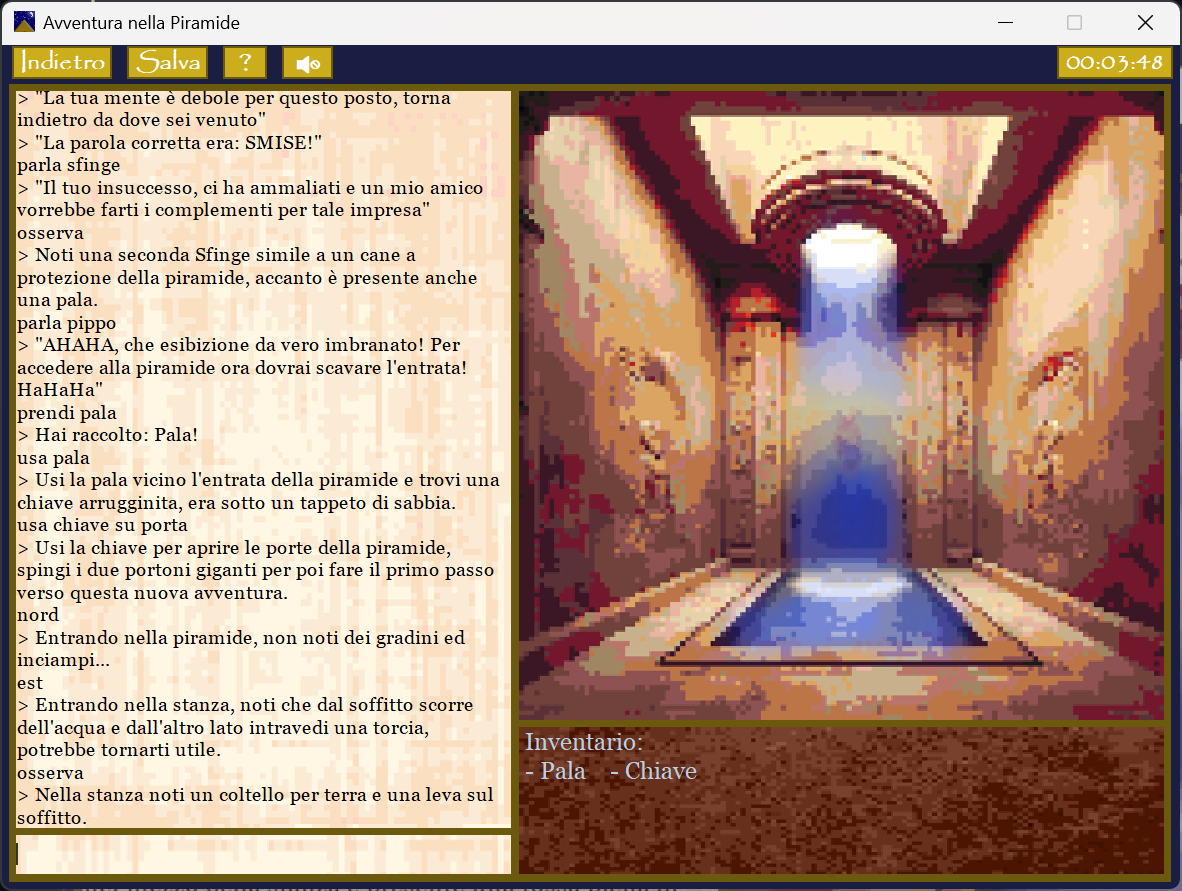 Avventura nella Piramide
Indietro
Salva
?
00:03:48
> "La tua mente è debole per questo posto, torna
indietro da dove sei venuto"
> "La parola corretta era: SMISE!"
parla sfinge
> "Il tuo insuccesso, ci ha ammaliati e un mio amico
vorrebbe farti i complementi per tale impresa"
osserva
> Noti una seconda Sfinge simile a un cane a
protezione della piramide, accanto è presente anche
una pala.
parla pippo
> "AHAHA, che esibizione da vero imbranato! Per
accedere alla piramide ora dovrai scavare l'entrata!
HaHaHa"
prendi pala
> Hai raccolto: Pala!
usa pala
> Usi la pala vicino l'entrata della piramide e trovi una
chiave arrugginita, era sotto un tappeto di sabbia.
usa chiave su porta
> Usi la chiave per aprire le porte della piramide,
spingi i due portoni giganti per poi fare il primo passo
verso questa nuova avventura.
nord
> Entrando nella piramide, non noti dei gradini ed
inciampi...
est
> Entrando nella stanza, noti che dal soffitto scorre
dell'acqua e dall'altro lato intravedi una torcia,
potrebbe tornarti utile.
osserva
> Nella stanza noti un coltello per terra e una leva sul
soffitto.
Inventario:
- Pala - Chiave